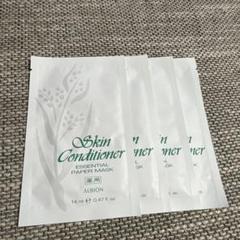 Skin
Conditioner
ESSENTIAL
PAPER MASK
薬用
ALBION
14 ml ℮ 0.47 fl.oz.